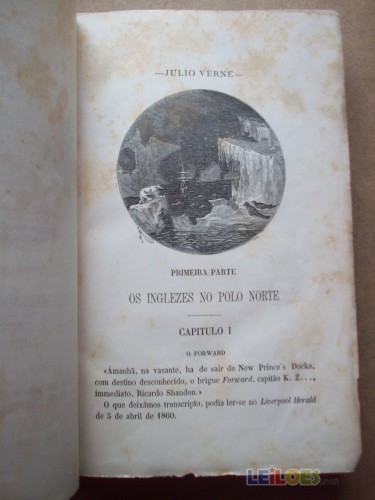 —JULIO VERNE—
PRIMEIRA PARTE
OS INGLEZES NO POLO NORTE
CAPITULO I
O FORWARD
«Ámanhã, na vasante, ha de sair de New Prince's Docks,
com destino desconhecido, o brigue Forward, capitão K. Z...,
immediato, Ricardo Shandon.»
O que deixâmos transcripto, podia ler-se no Liverpool Herald
de 5 de abril de 1860.
LEILOES